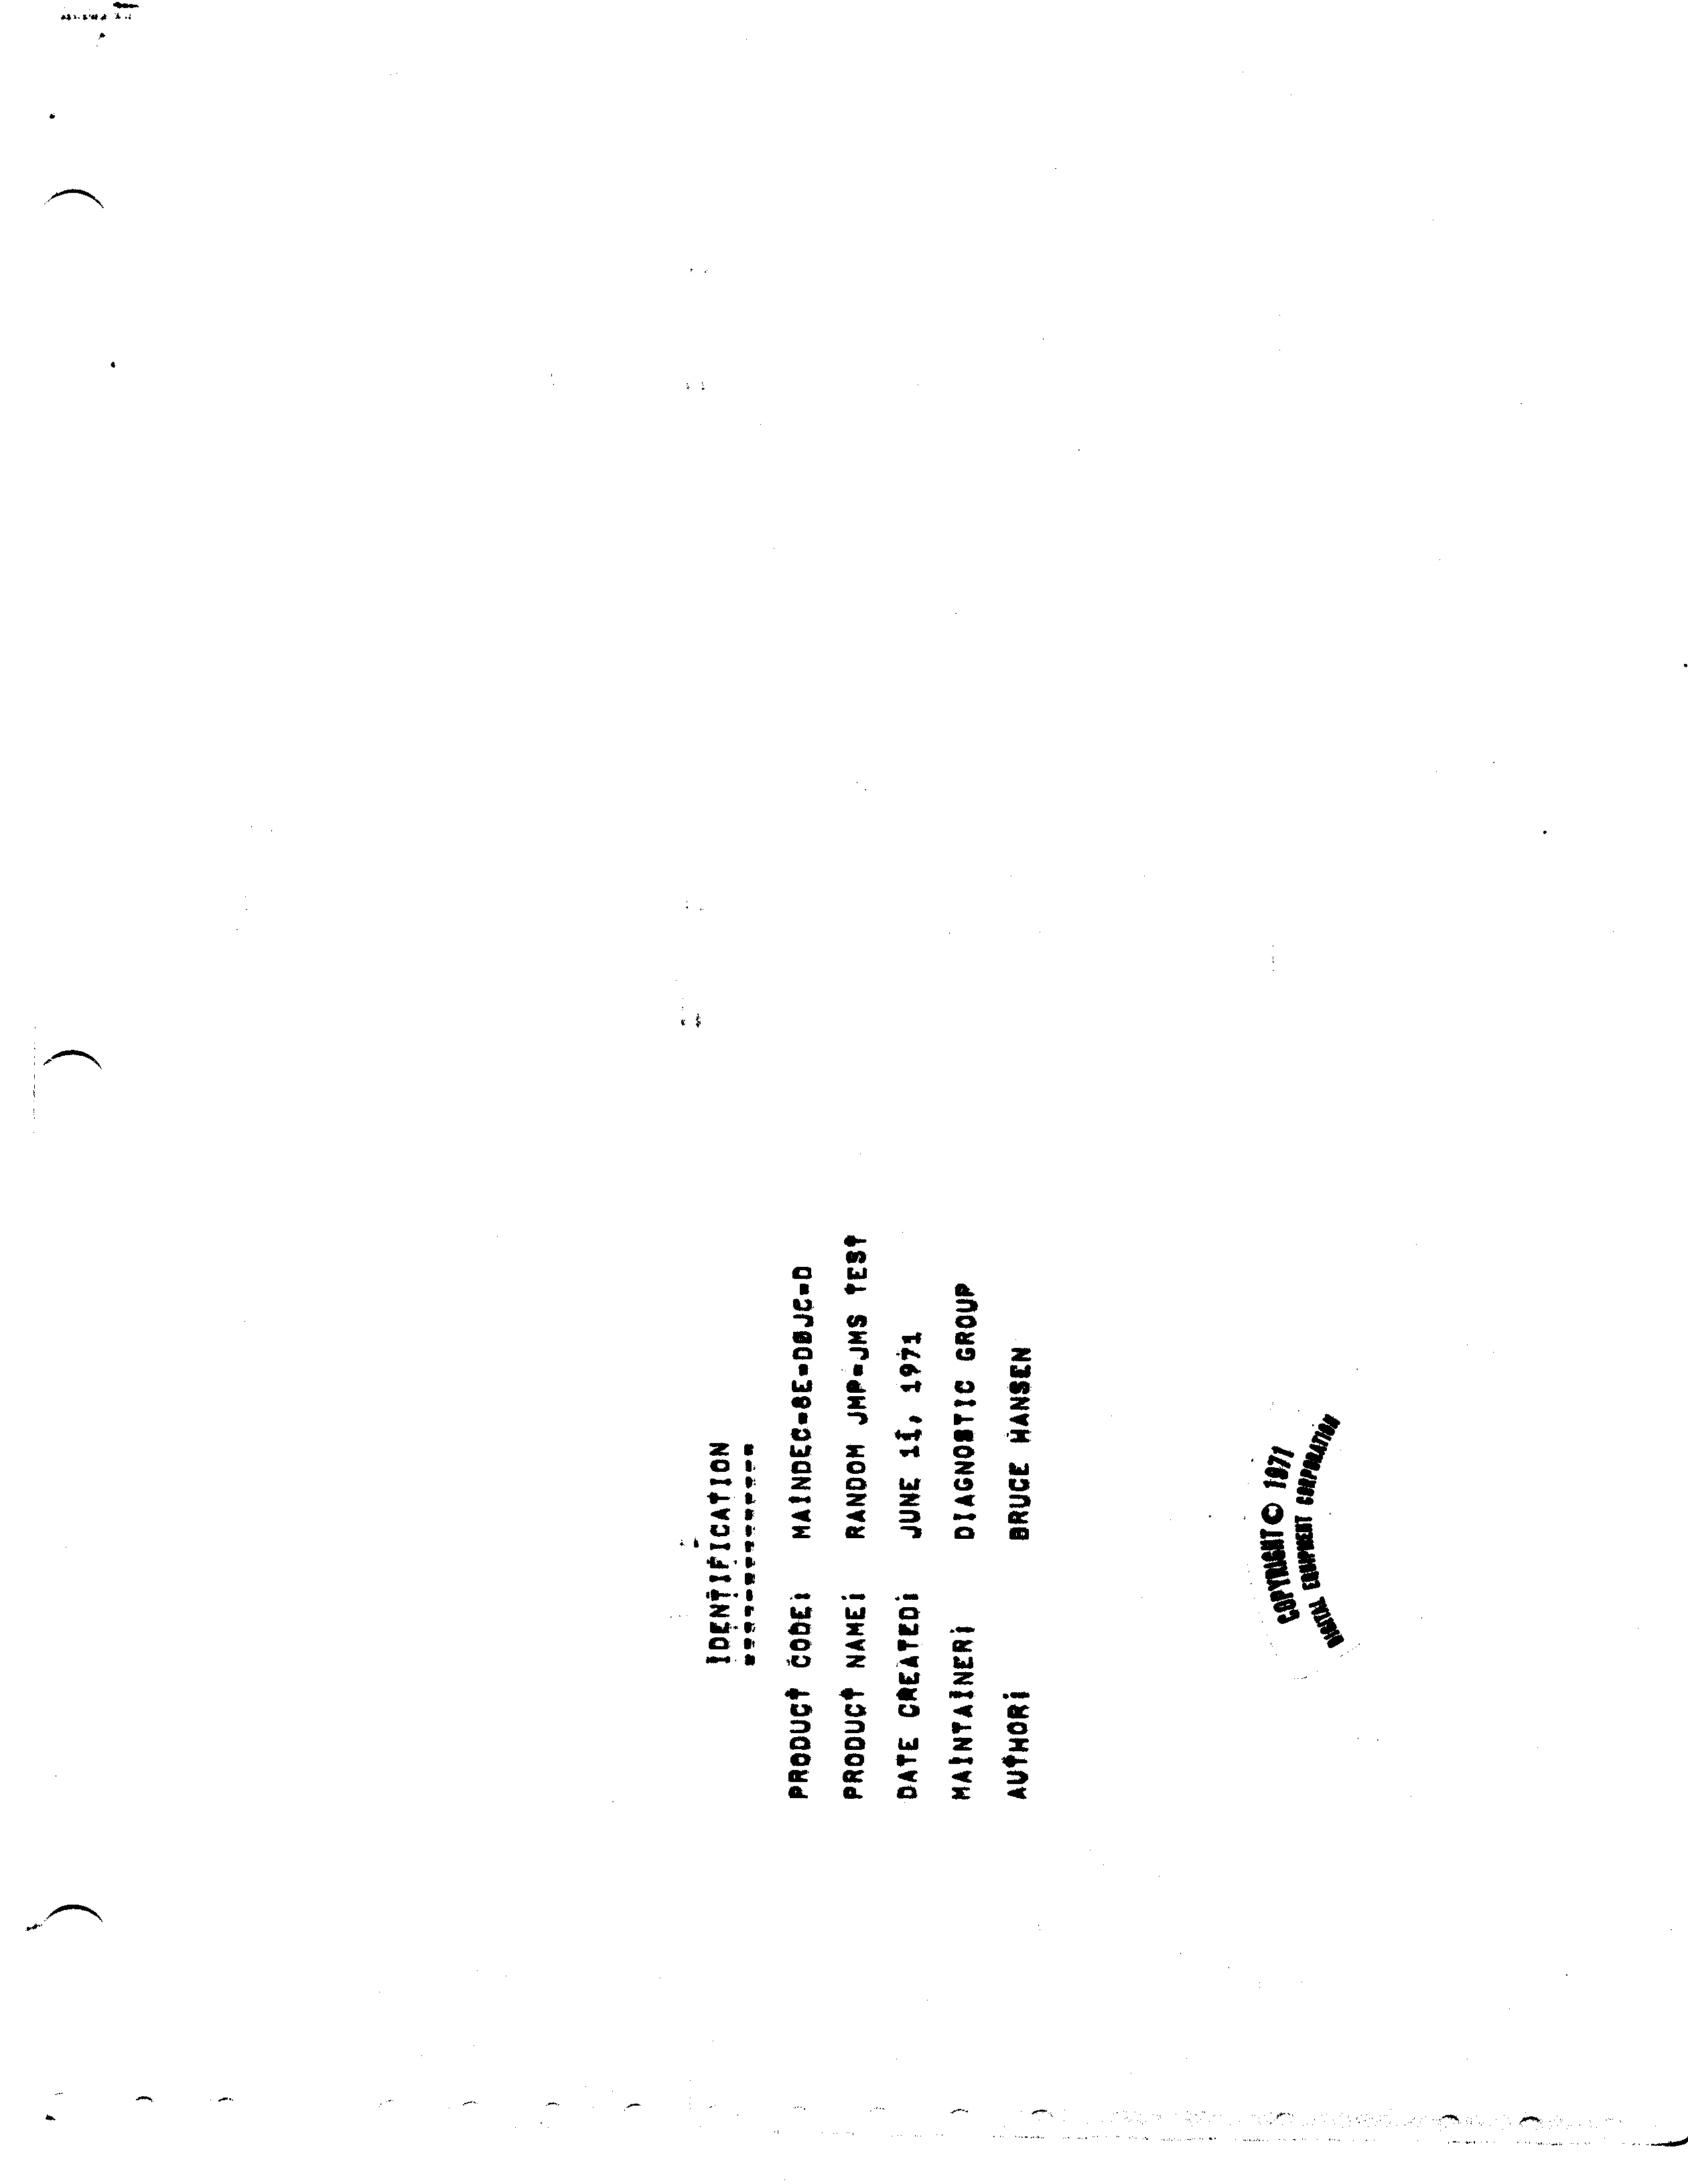 IDENTIFICATION
--------------
PRODUCT CODE: MAINDEC-8E-D0JC-D
PRODUCT NAME: RANDOM JMP-JMS TEST
DATE CREATED: JUNE 11, 1971
MAINTAINER: DIAGNOSTIC GROUP
AUTHOR: BRUCE HANSEN
COPYRIGHT © 1971
DIGITAL EQUIPMENT CORPORATION